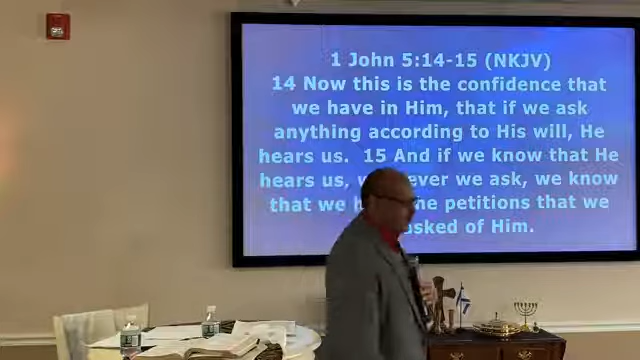 1 John 5:14-15 (NKJV)
14 Now this is the confidence that
we have in Him, that if we ask
anything according to His will, He
hears us. 15 And if we know that He
hears us, ever we ask, we know
that we petitions that we
asked of Him.